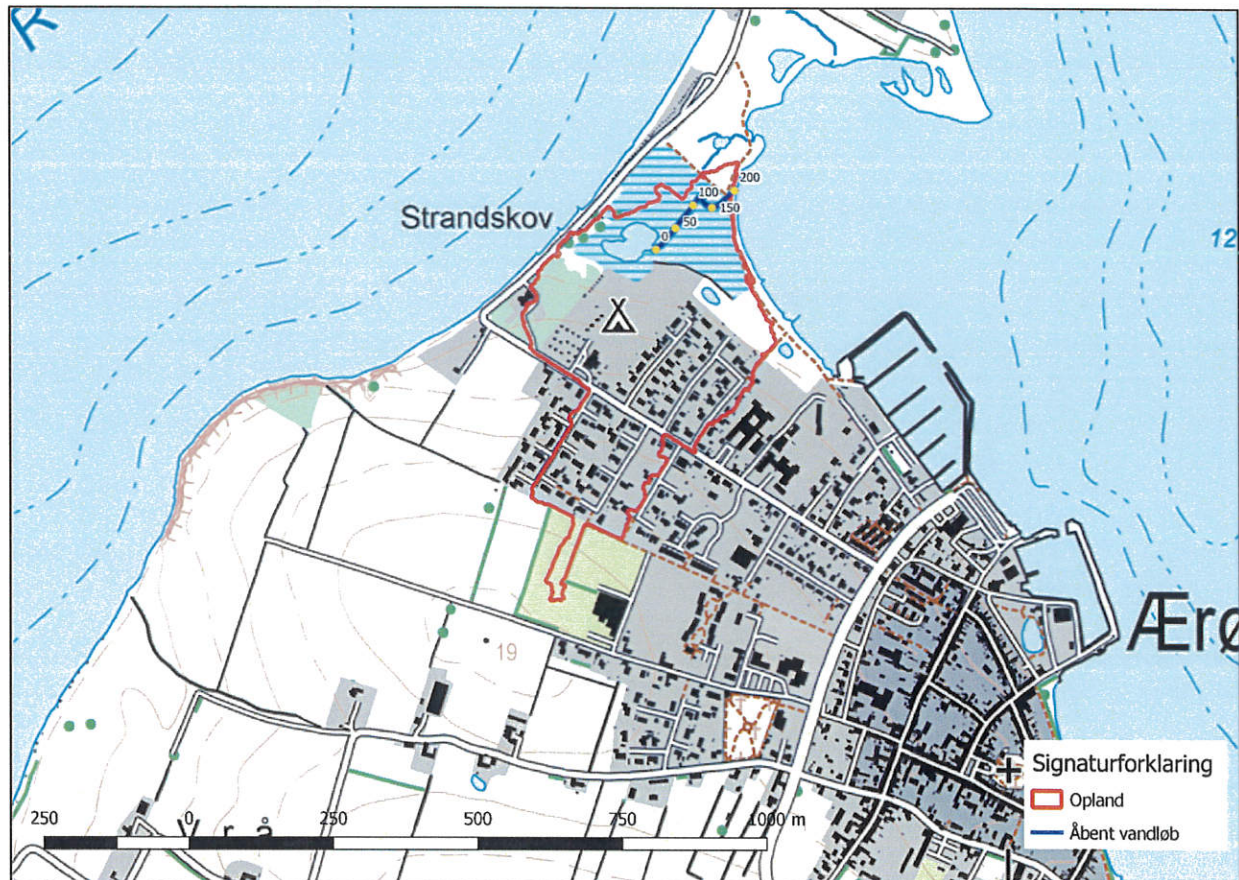 R
200
100
Strandskov
150
50
0
12
Ærø
19
Signaturforklaring
Opland
Åbent vandløb
250 0 250 500 750 1000 m
V r å